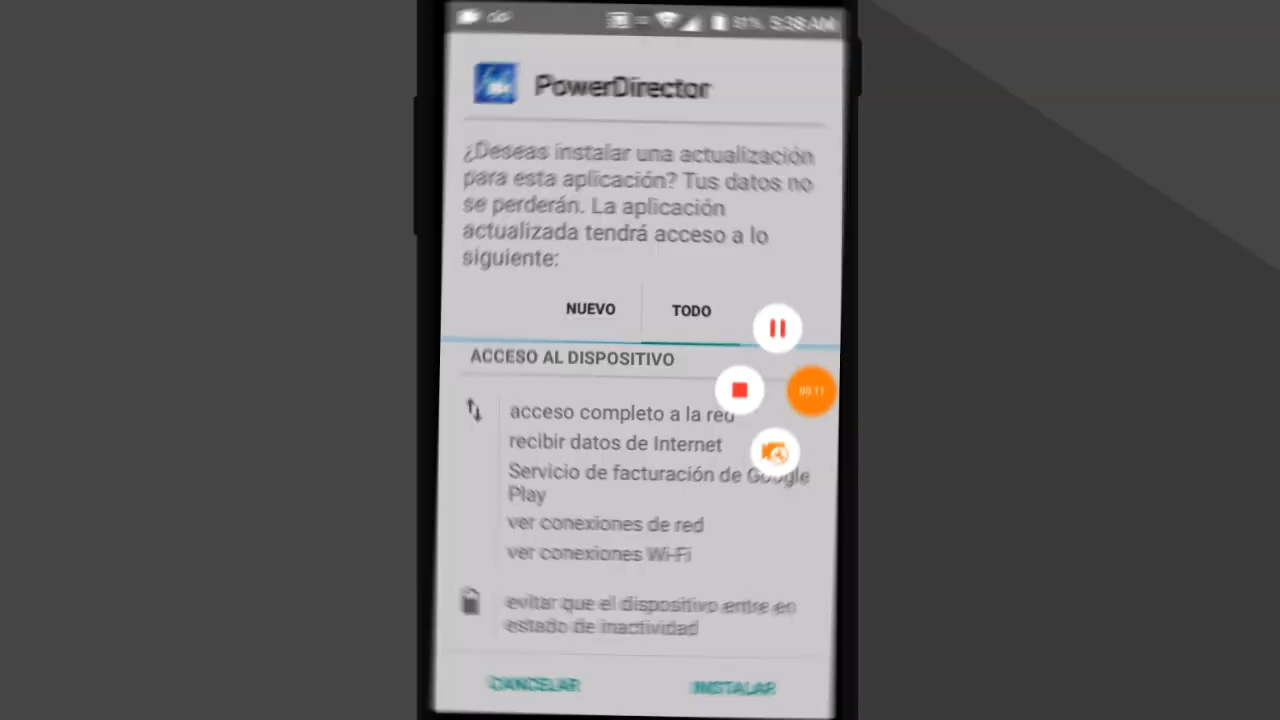 5:38 AM
PowerDirector
¿Deseas instalar una actualización
para esta aplicación? Tus datos no
se perderán. La aplicación
actualizada tendrá acceso a lo
siguiente:
NUEVO TODO
ACCESO AL DISPOSITIVO
acceso completo a la red
recibir datos de Internet
Servicio de facturación de Google
Play
ver conexiones de red
ver conexiones Wi-Fi
evitar que el dispositivo entre en
estado de inactividad
CANCELAR INSTALAR